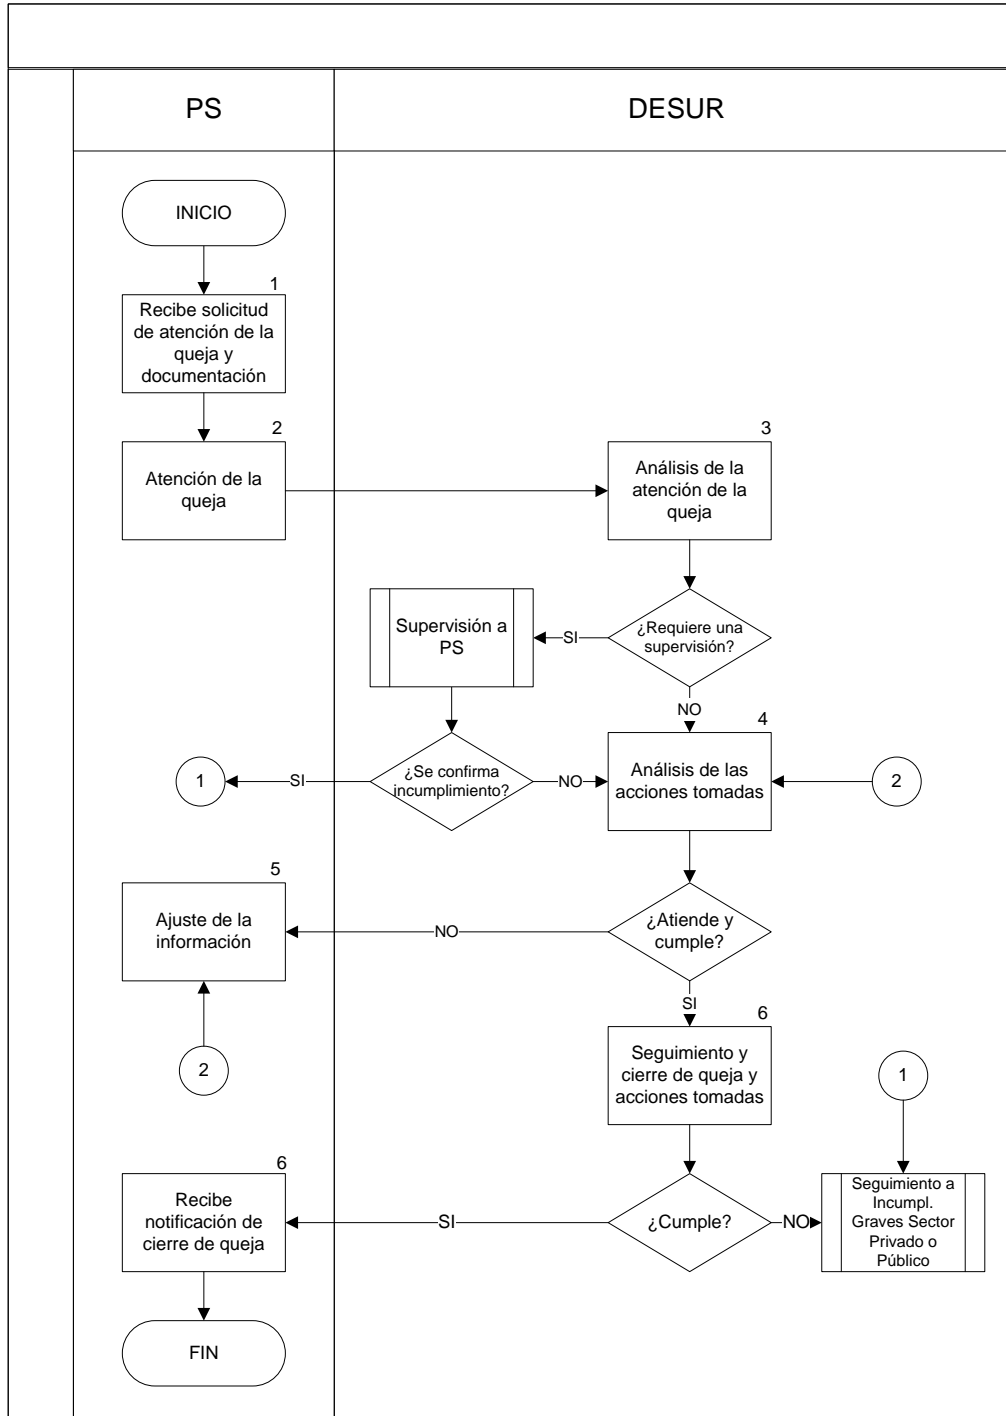 PS
DESUR
INICIO
1
Recibe solicitud
de atención de la
queja y
documentación
2
Atención de la
queja
3
Análisis de la
atención de la
queja
¿Requiere una
supervisión?
SI
Supervisión a
PS
NO
4
Análisis de las
acciones tomadas
2
¿Se confirma
incumplimiento?
NO
SI
1
5
Ajuste de la
información
NO
¿Atiende y
cumple?
2
SI
6
Seguimiento y
cierre de queja y
acciones tomadas
1
6
Recibe
notificación de
cierre de queja
SI
¿Cumple?
NO
Seguimiento a
Incumpl.
Graves Sector
Privado o
Público
FIN